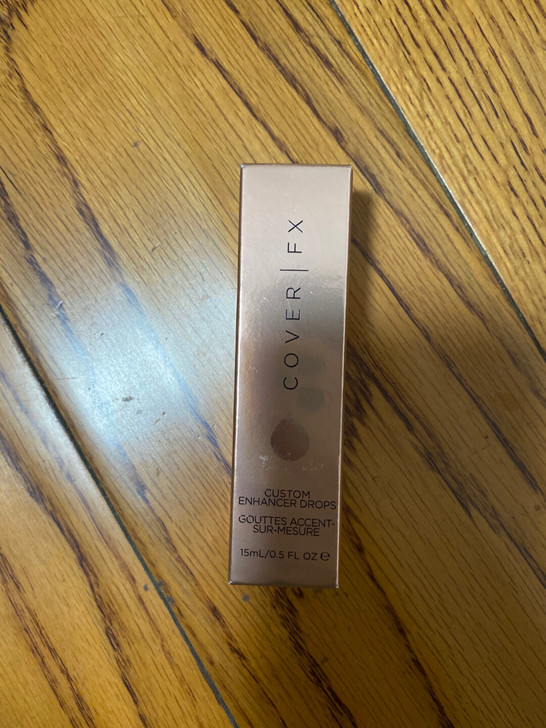 COVER | FX
CUSTOM
ENHANCER DROPS
GOUTTES ACCENT-
SUR-MESURE
15mL/0.5 FL OZ ℮